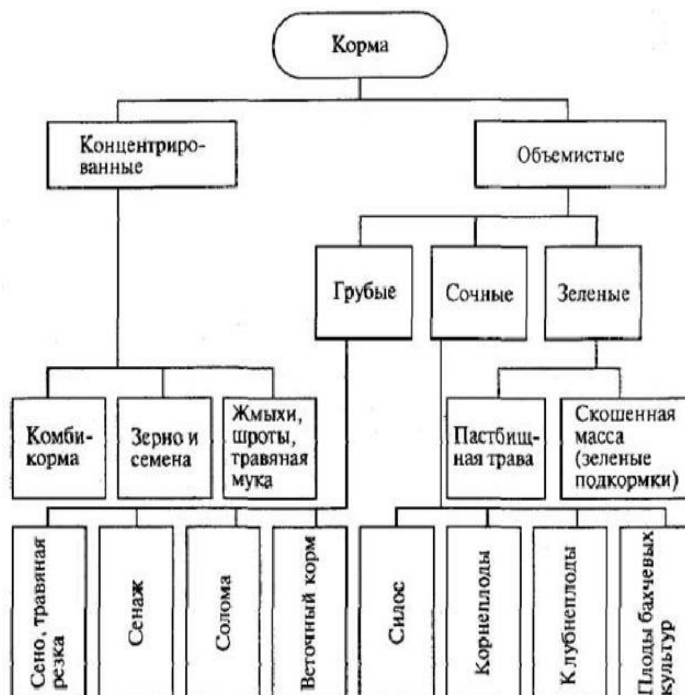 Корма
Концентриро-
ванные
Объемистые
Грубые
Сочные
Зеленые
Комби-
корма
Зерно и
семена
Жмыхи,
шроты,
травяная
мука
Пастбищ-
ная трава
Скошенная
масса
(зеленые
подкормки)
Сено, травяная
резка
Сенаж
Солома
Веточный корм
Силос
Корнеплоды
Клубнеплоды
Плоды бахчевых
культур